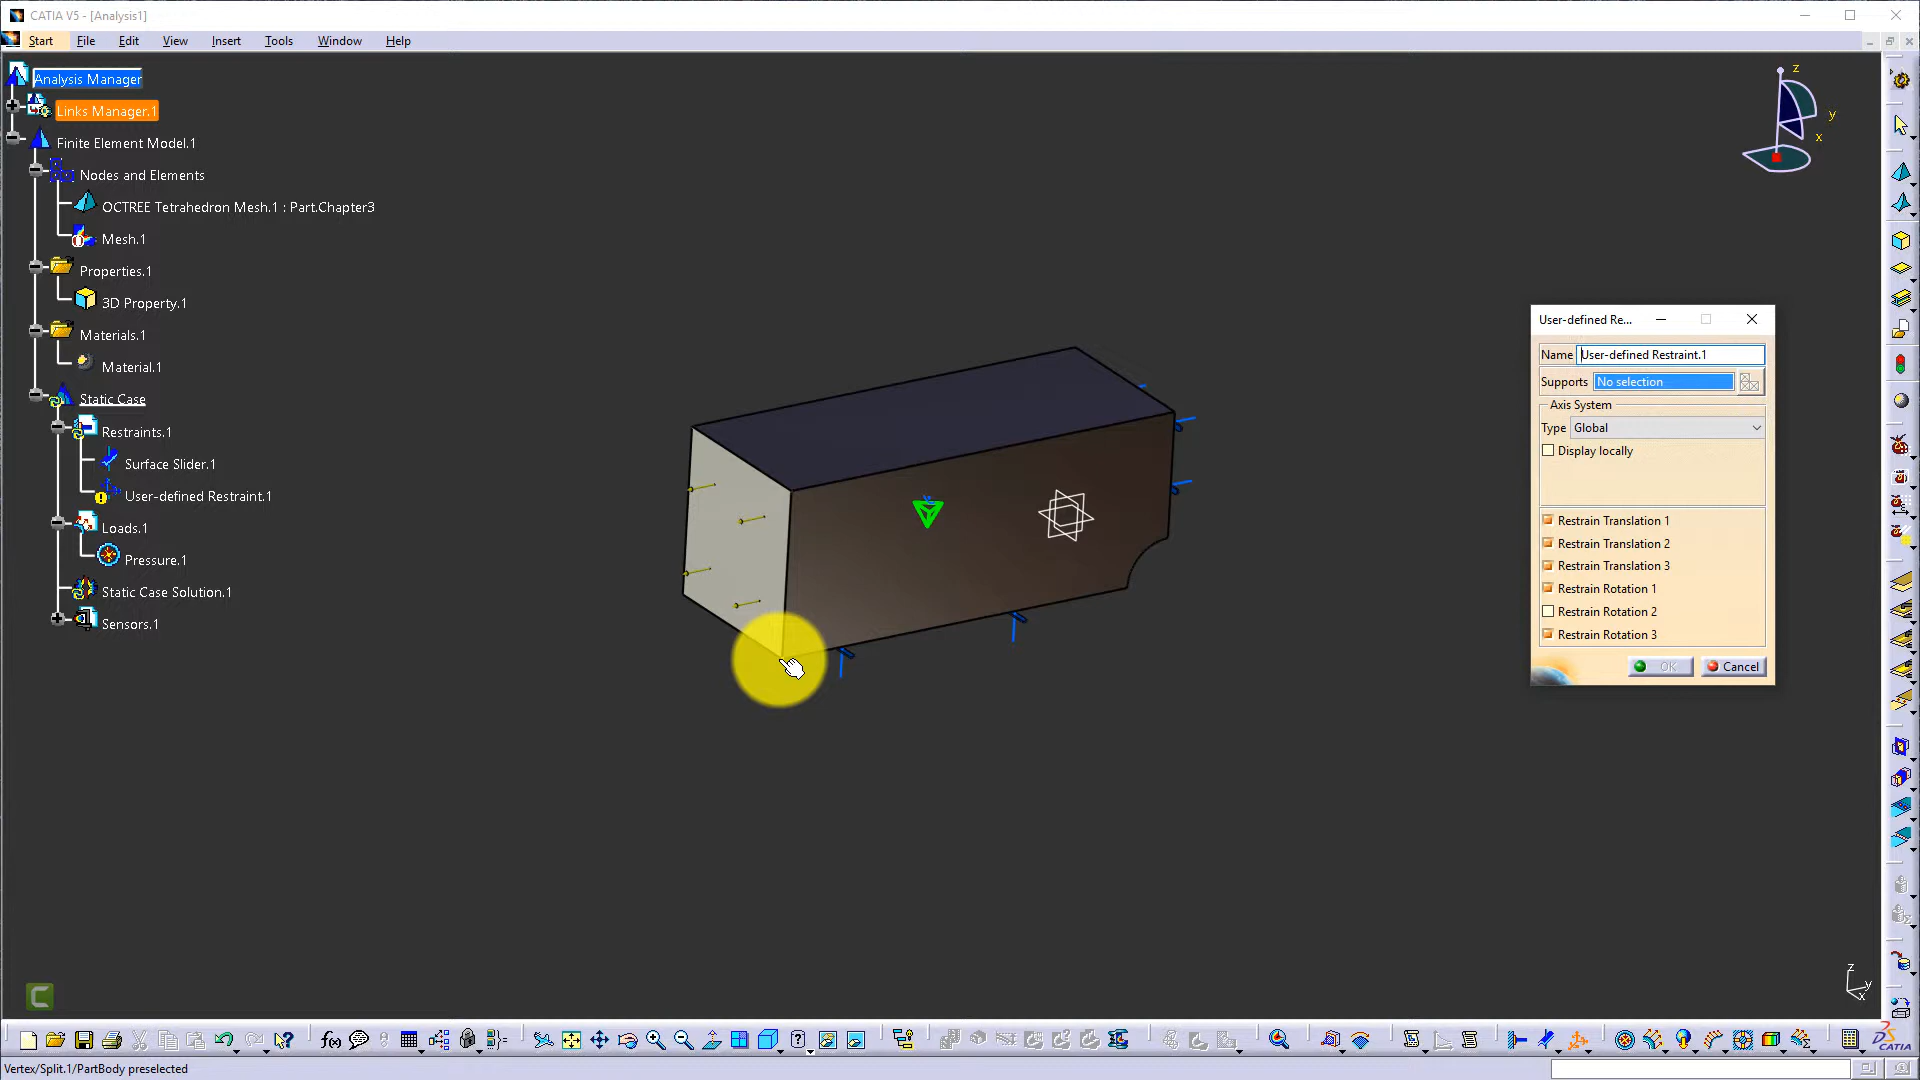 CATIA V5 - [Analysis1]
Start File Edit View Insert Tools Window Help
Analysis Manager
Links Manager.1
Finite Element Model.1
Nodes and Elements
OCTREE Tetrahedron Mesh.1 : Part.Chapter3
Mesh.1
Properties.1
3D Property.1
Materials.1
Material.1
Static Case
Restraints.1
Surface Slider.1
User-defined Restraint.1
Loads.1
Pressure.1
Static Case Solution.1
Sensors.1
z
y
x
User-defined Re...
Name User-defined Restraint.1
Supports No selection
Axis System
Type Global
Display locally
Restrain Translation 1
Restrain Translation 2
Restrain Translation 3
Restrain Rotation 1
Restrain Rotation 2
Restrain Rotation 3
OK Cancel
z
y
x
C
f(x)
CATIA
Vertex/Split.1/PartBody preselected